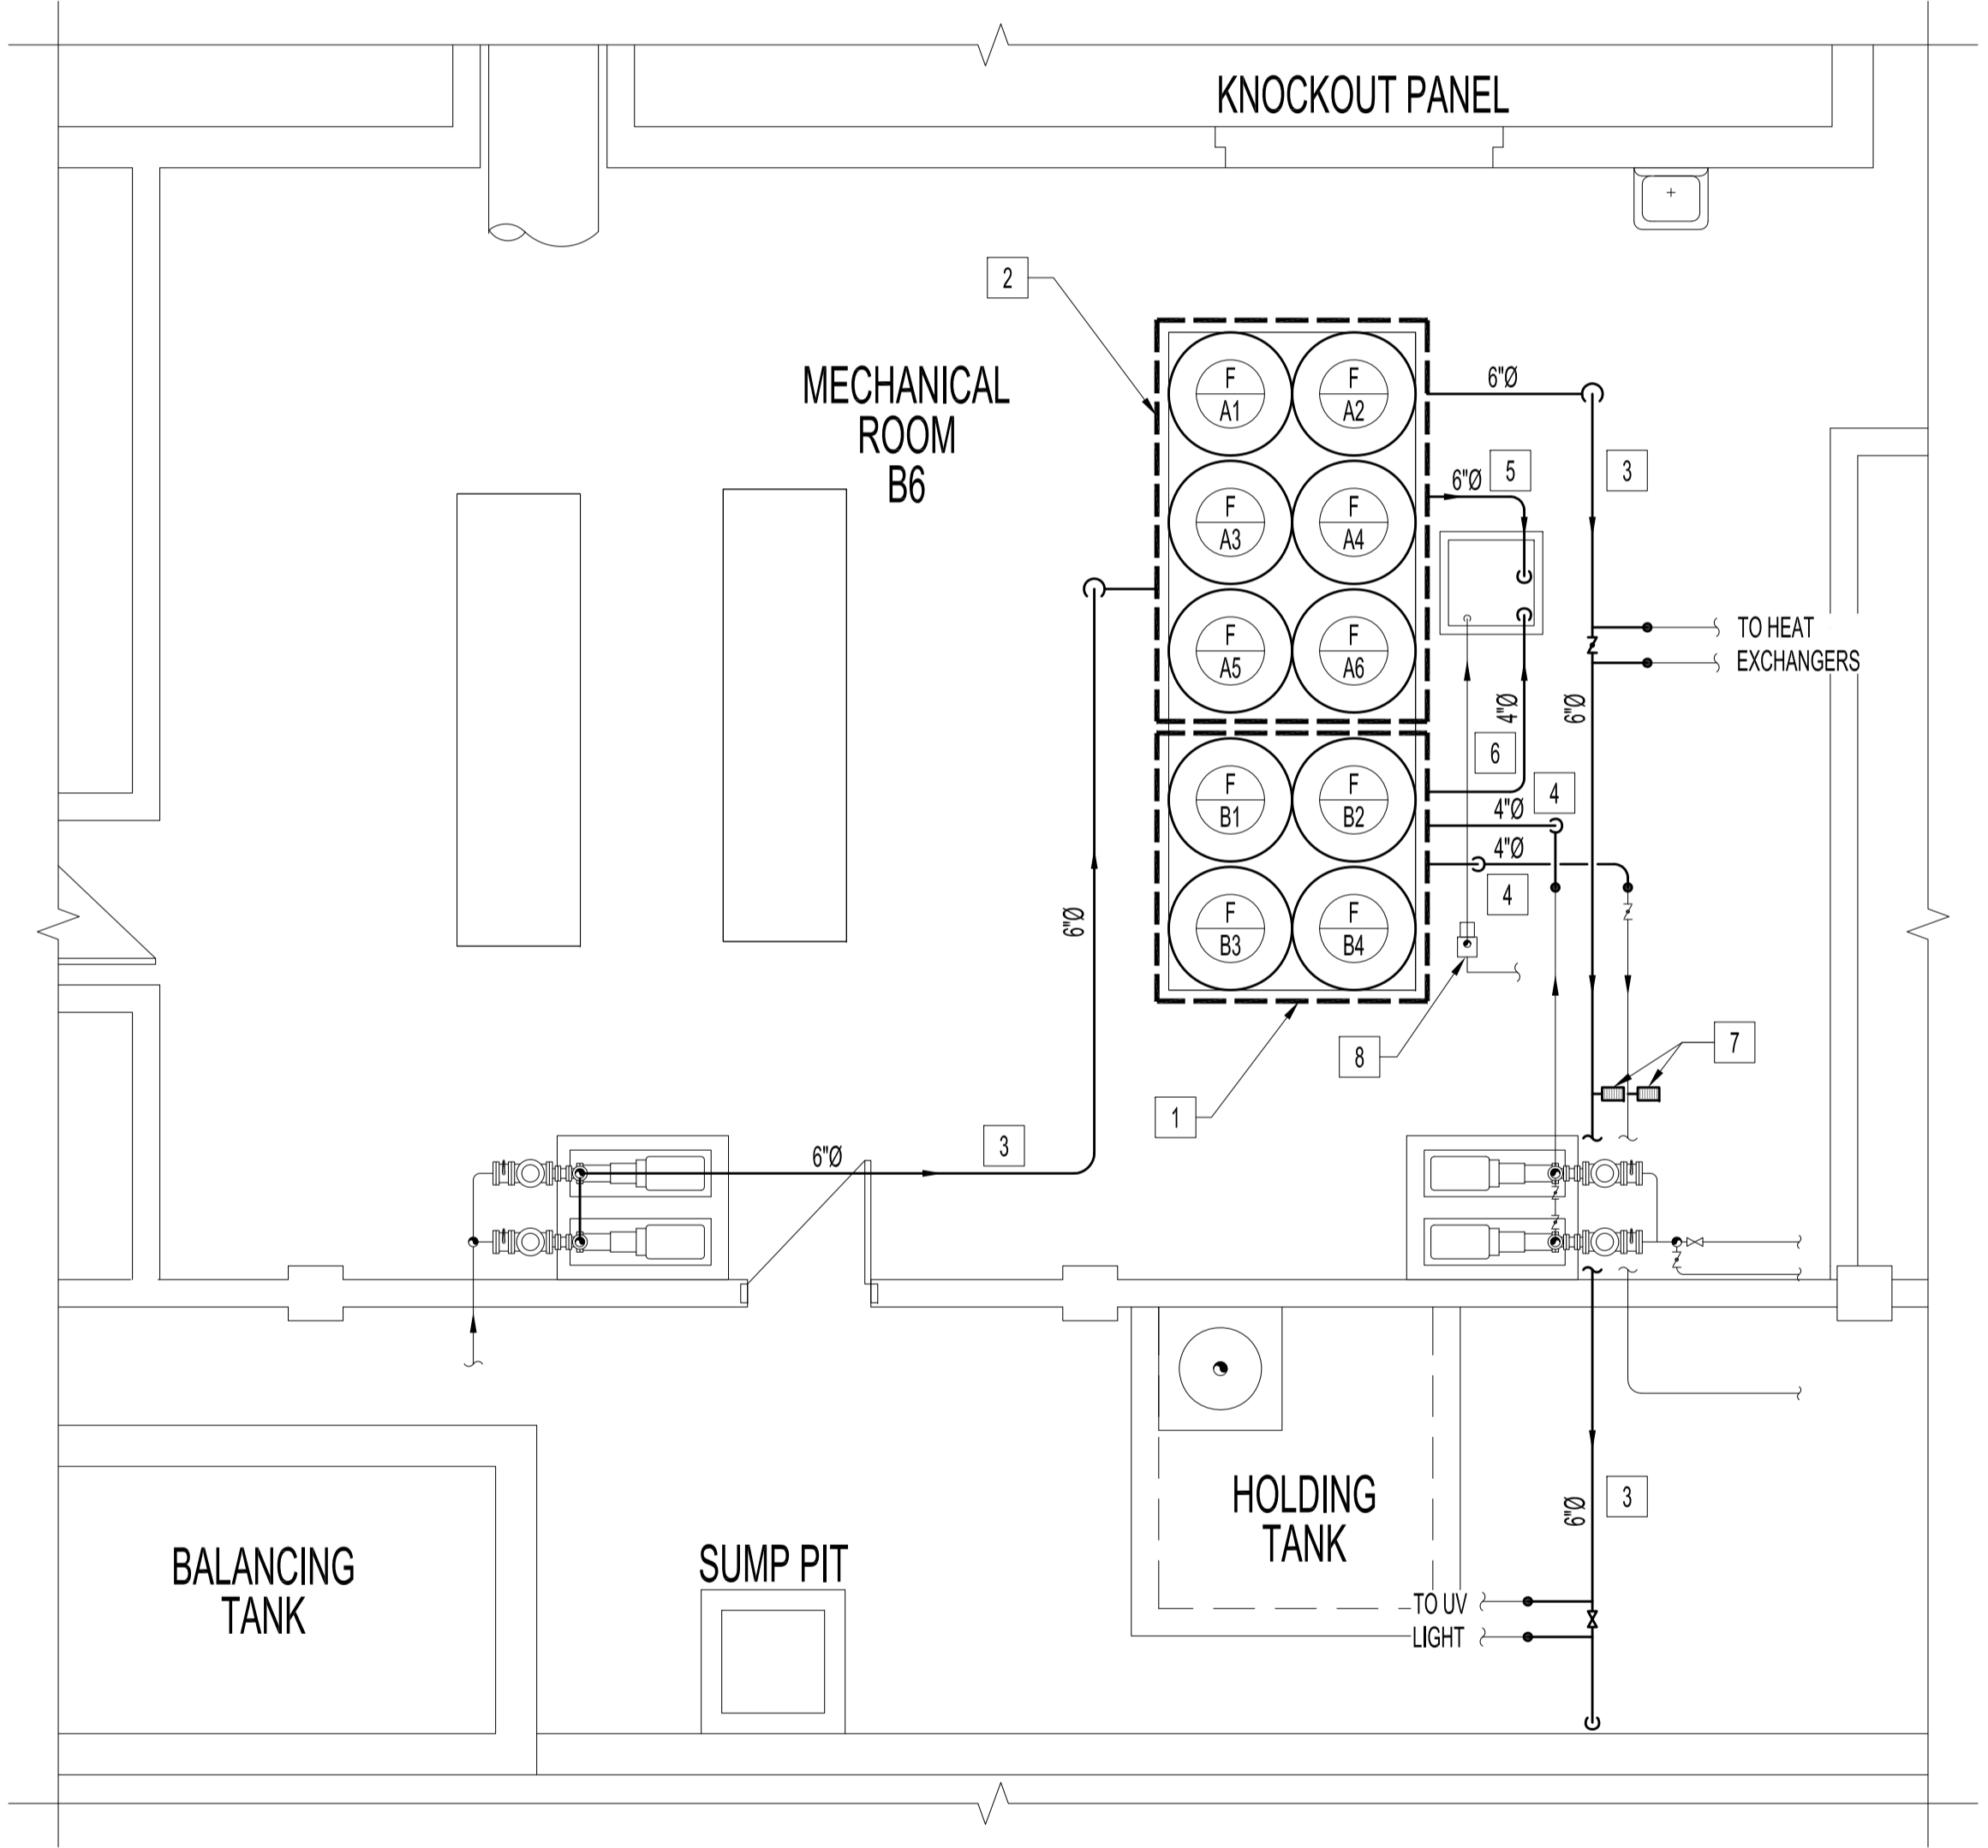 KNOCKOUT PANEL
2
MECHANICAL
ROOM
B6
F
A1
F
A2
6"Ø
3
5
6"Ø
F
A3
F
A4
TO HEAT
EXCHANGERS
F
A5
F
A6
4"Ø
6"Ø
6
4
F
B1
F
B2
4"Ø
4"Ø
4
6"Ø
F
B3
F
B4
8
7
1
3
6"Ø
HOLDING
TANK
3
6"Ø
BALANCING
TANK
SUMP PIT
TO UV
LIGHT